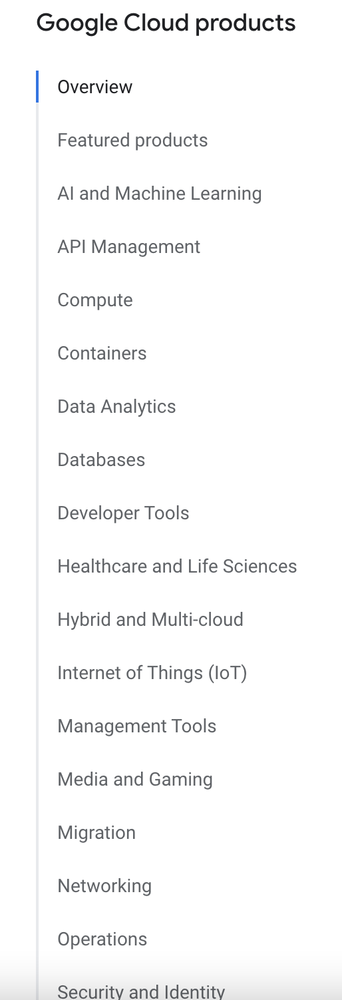 Google Cloud products
Overview
Featured products
AI and Machine Learning
API Management
Compute
Containers
Data Analytics
Databases
Developer Tools
Healthcare and Life Sciences
Hybrid and Multi-cloud
Internet of Things (IoT)
Management Tools
Media and Gaming
Migration
Networking
Operations
Security and Identity